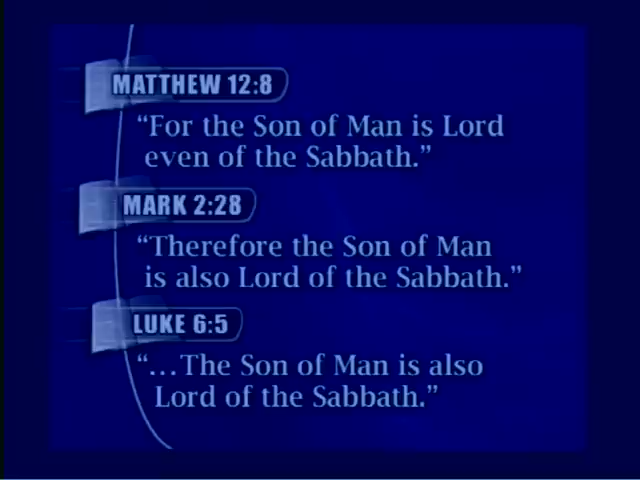 MATTHEW 12:8
“For the Son of Man is Lord
even of the Sabbath.”
MARK 2:28
“Therefore the Son of Man
is also Lord of the Sabbath.”
LUKE 6:5
“…The Son of Man is also
Lord of the Sabbath.”